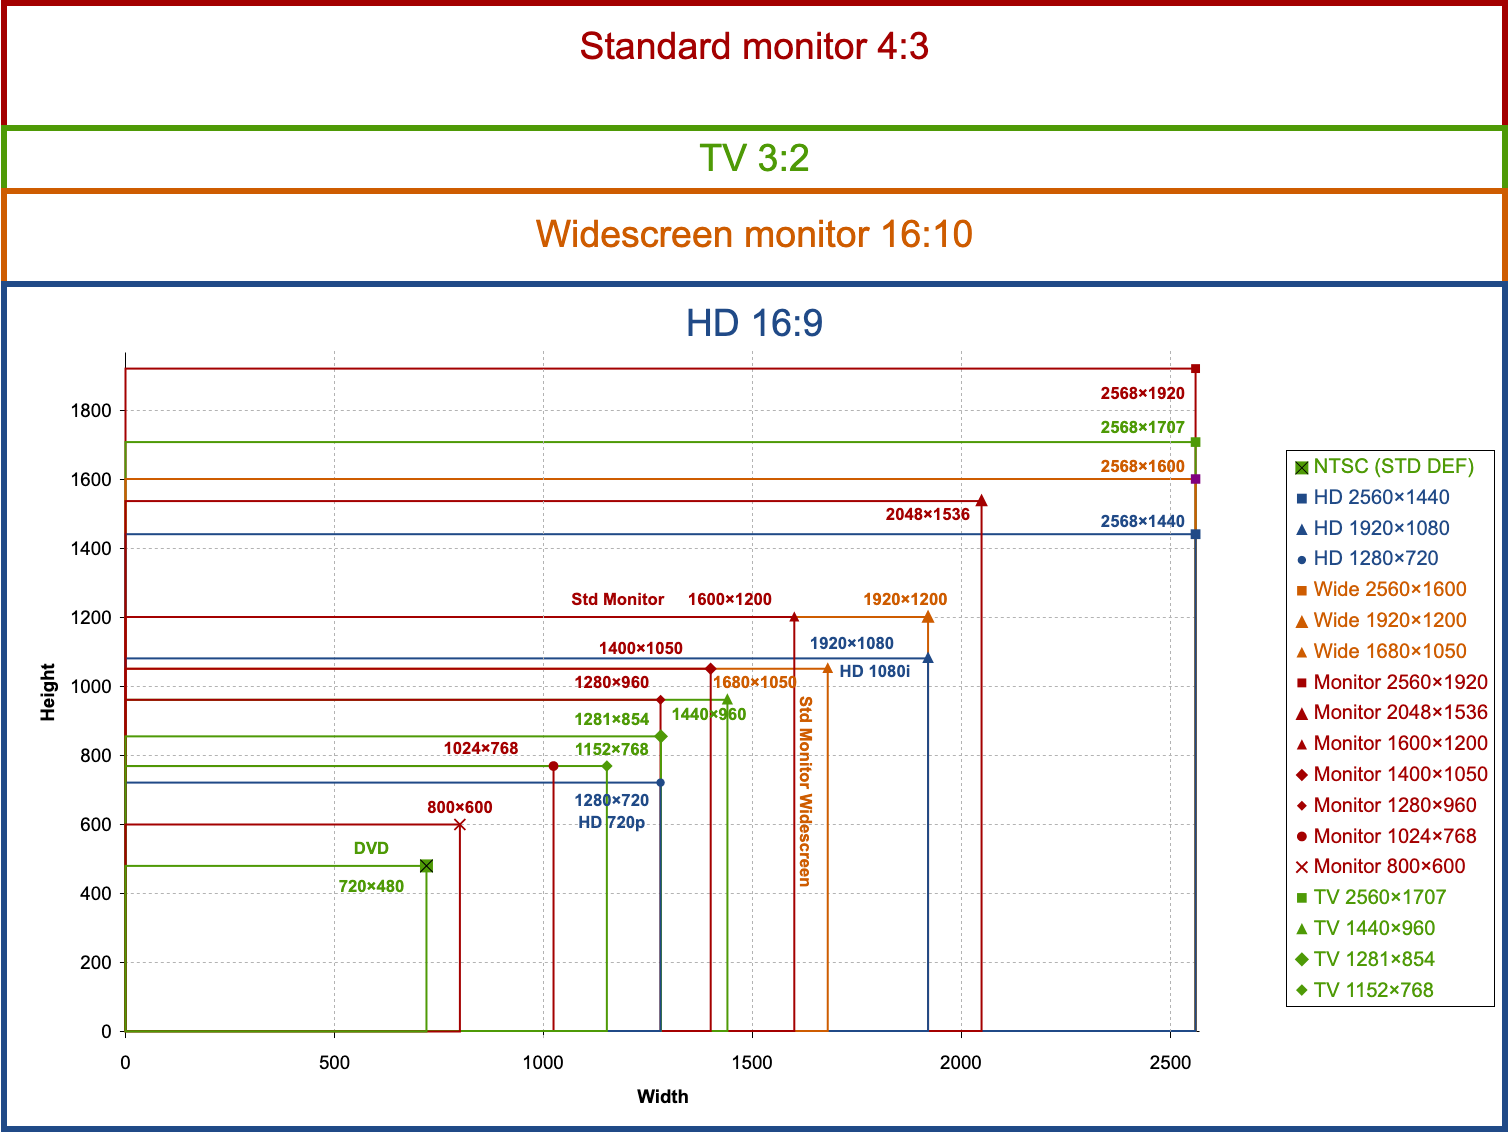 Standard monitor 4:3
TV 3:2
Widescreen monitor 16:10
HD 16:9
2568×1920
1800
2568×1707
2568×1600
1600
2048×1536
2568×1440
1400
Std Monitor 1600×1200 1920×1200
1200
1920×1080
1400×1050
HD 1080i
1280×960 1680×1050
1000
1281×854 1440×960
1024×768 1152×768
800
Std Monitor Widescreen
1280×720
HD 720p
800×600
600
DVD
720×480
400
200
0
Height
0 500 1000 1500 2000 2500
Width
NTSC (STD DEF)
HD 2560×1440
HD 1920×1080
HD 1280×720
Wide 2560×1600
Wide 1920×1200
Wide 1680×1050
Monitor 2560×1920
Monitor 2048×1536
Monitor 1600×1200
Monitor 1400×1050
Monitor 1280×960
Monitor 1024×768
Monitor 800×600
TV 2560×1707
TV 1440×960
TV 1281×854
TV 1152×768